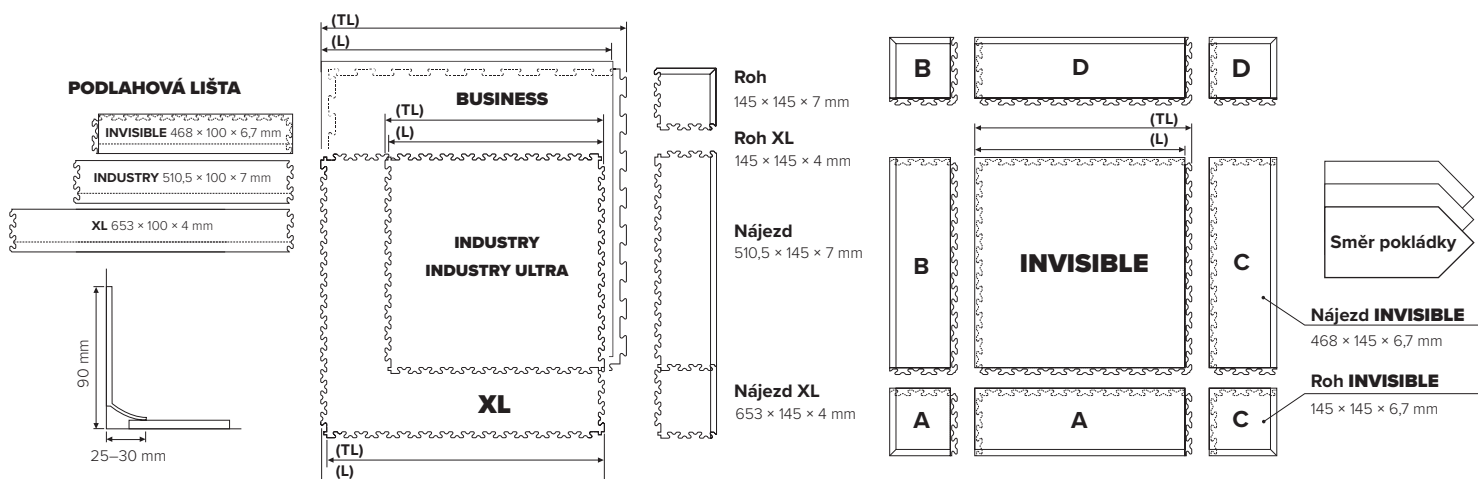 PODLAHOVÁ LIŠTA
INVISIBLE 468 × 100 × 6,7 mm
INDUSTRY 510,5 × 100 × 7 mm
XL 653 × 100 × 4 mm
90 mm
25–30 mm
(TL)
(L)
BUSINESS
(TL)
(L)
INDUSTRY
INDUSTRY ULTRA
XL
(TL)
(L)
Roh
145 × 145 × 7 mm
Roh XL
145 × 145 × 4 mm
Nájezd
510,5 × 145 × 7 mm
Nájezd XL
653 × 145 × 4 mm
B
D
D
(TL)
(L)
B
INVISIBLE
C
A
A
C
Směr pokládky
Nájezd INVISIBLE
468 × 145 × 6,7 mm
Roh INVISIBLE
145 × 145 × 6,7 mm